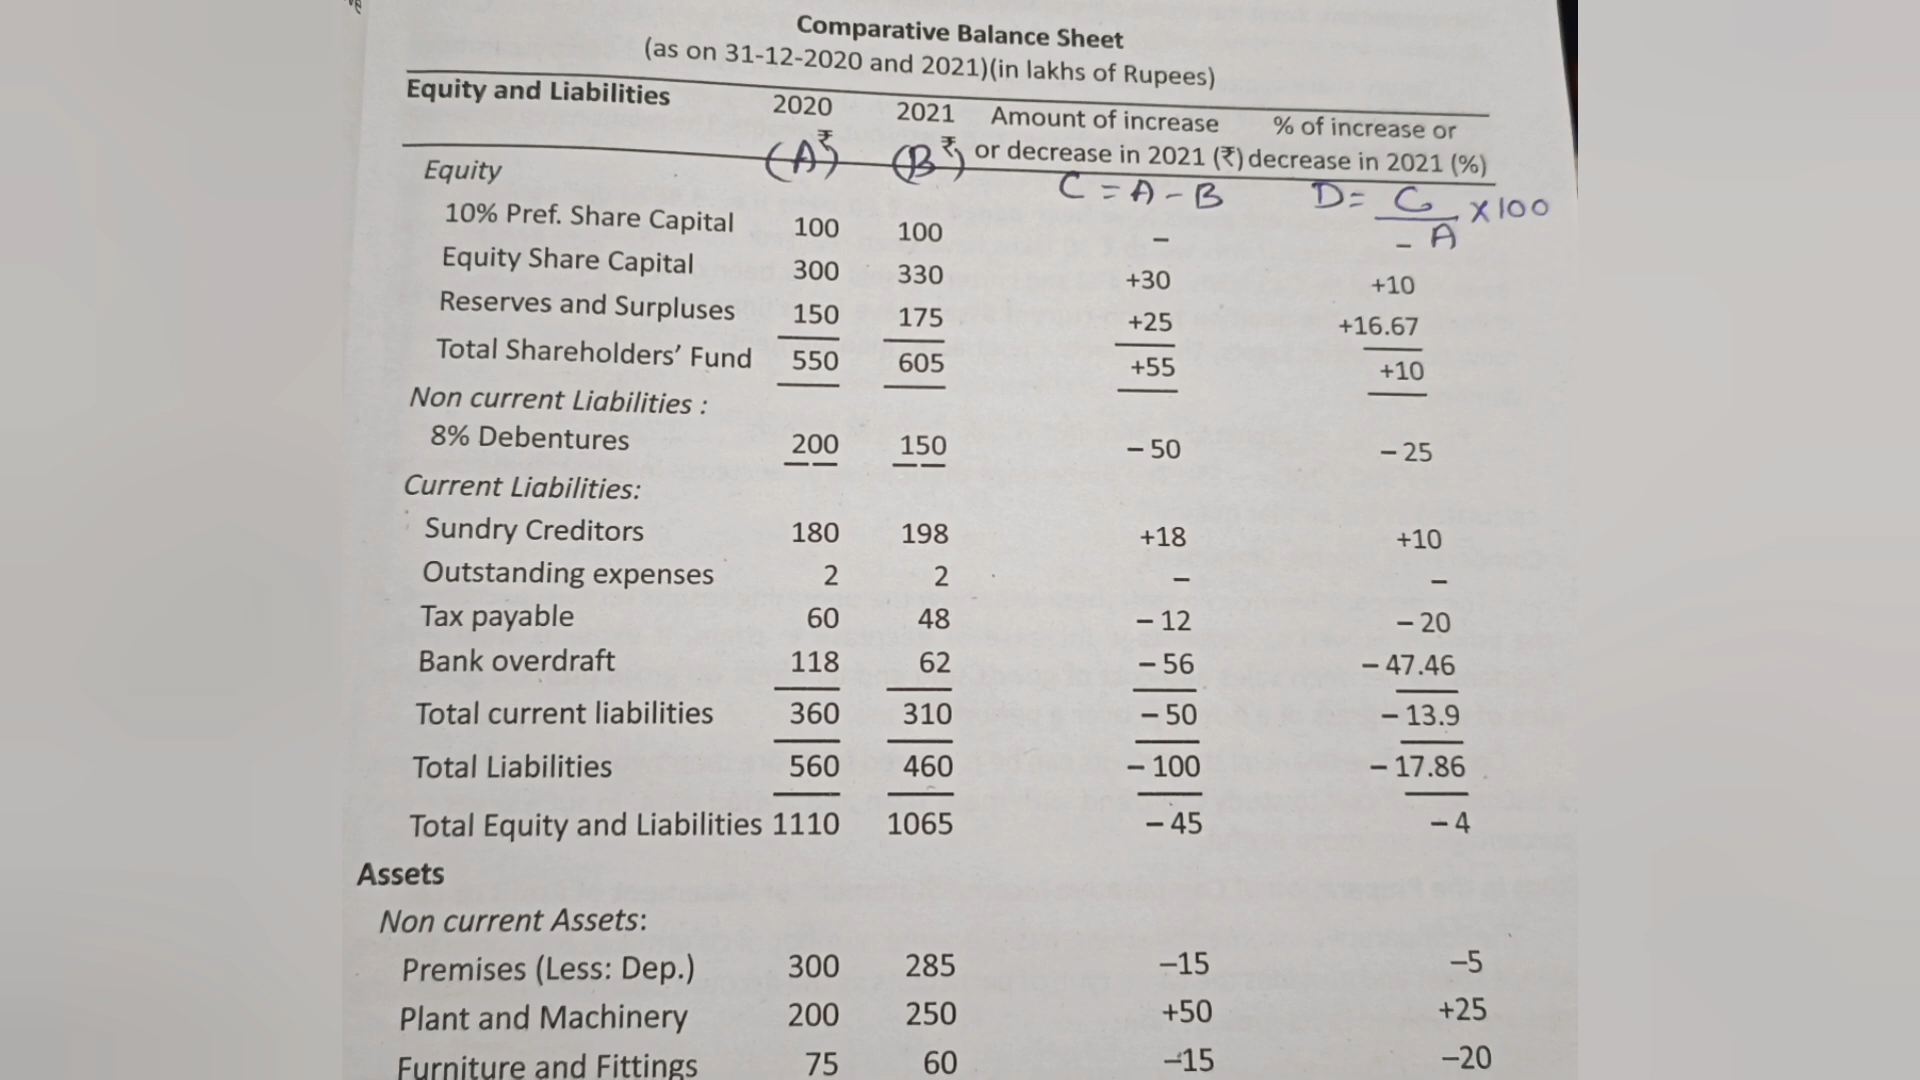 Comparative Balance Sheet
(as on 31-12-2020 and 2021)(in lakhs of Rupees)
Equity and Liabilities 2020 2021 Amount of increase % of increase or
₹ ₹ or decrease in 2021 (₹) decrease in 2021 (%)
(A) (B) C = A - B D = C/A x 100
Equity
10% Pref. Share Capital 100 100 – –
Equity Share Capital 300 330 +30 +10
Reserves and Surpluses 150 175 +25 +16.67
Total Shareholders' Fund 550 605 +55 +10
Non current Liabilities :
8% Debentures 200 150 – 50 – 25
Current Liabilities:
Sundry Creditors 180 198 +18 +10
Outstanding expenses 2 2 – –
Tax payable 60 48 – 12 – 20
Bank overdraft 118 62 – 56 – 47.46
Total current liabilities 360 310 – 50 – 13.9
Total Liabilities 560 460 – 100 – 17.86
Total Equity and Liabilities 1110 1065 – 45 – 4
Assets
Non current Assets:
Premises (Less: Dep.) 300 285 –15 –5
Plant and Machinery 200 250 +50 +25
Furniture and Fittings 75 60 –15 –20